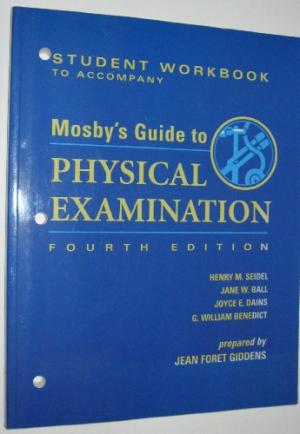 STUDENT WORKBOOK
TO ACCOMPANY
Mosby's Guide to
PHYSICAL
EXAMINATION
FOURTH EDITION
HENRY M. SEIDEL
JANE W. BALL
JOYCE E. DAINS
G. WILLIAM BENEDICT
prepared by
JEAN FORET GIDDENS